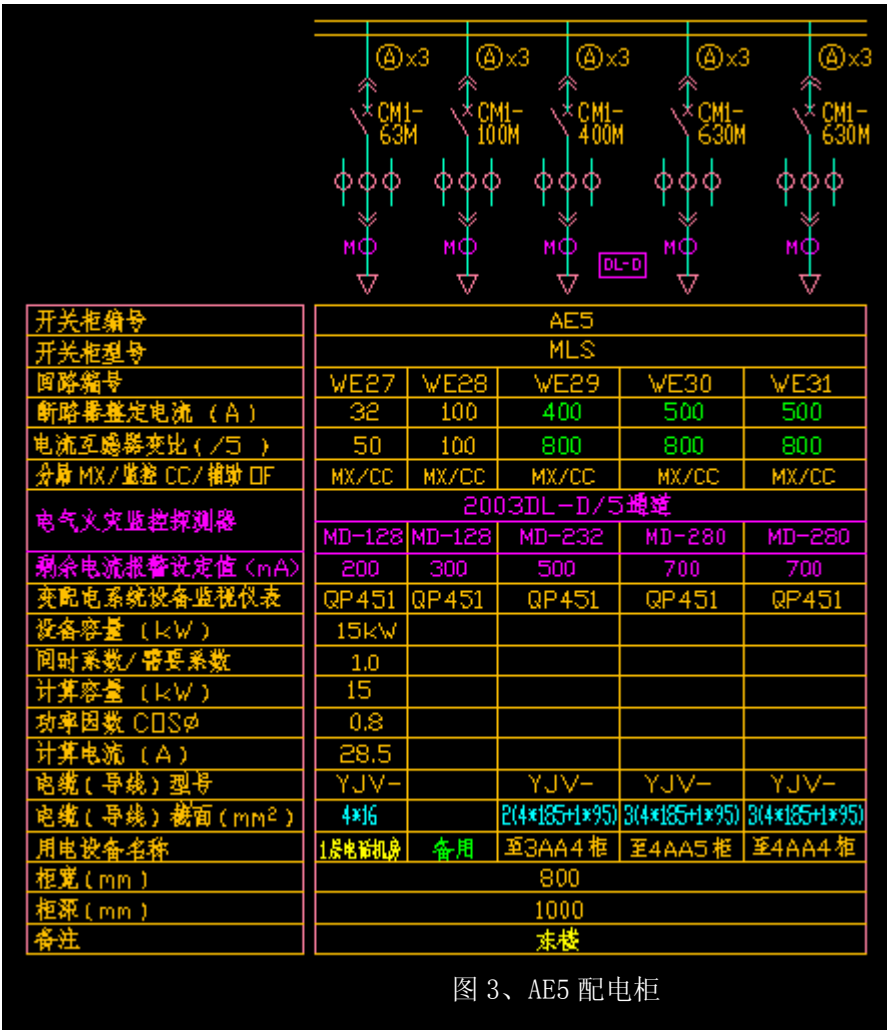 Ⓐx3 Ⓐx3 Ⓐx3 Ⓐx3 Ⓐx3
CM1-63M CM1-100M CM1-400M CM1-630M CM1-630M
M M M M M
DL-D
开关柜编号 AE5
开关柜型号 MLS
回路编号 WE27 WE28 WE29 WE30 WE31
断路器整定电流 (A) 32 100 400 500 500
电流互感器变比(/5 ) 50 100 800 800 800
分励 MX/监控 CC/辅助 OF MX/CC MX/CC MX/CC MX/CC MX/CC
电气火灾监控探测器 2003DL-D/5通道
MD-128 MD-128 MD-232 MD-280 MD-280
剩余电流报警设定值(mA) 200 300 500 700 700
变配电系统设备监视仪表 QP451 QP451 QP451 QP451 QP451
设备容量 (kW) 15kW
同时系数/需要系数 1.0
计算容量 (kW) 15
功率因数 COSø 0.8
计算电流 (A) 28.5
电缆(导线)型号 YJV- YJV- YJV- YJV-
电缆(导线)截面(mm²) 4*16 2(4*185+1*95) 3(4*185+1*95) 3(4*185+1*95)
用电设备名称 1层电话机房 备用 至3AA4柜 至4AA5柜 至4AA4柜
柜宽(mm) 800
柜深(mm) 1000
备注 末楼
图 3、AE5 配电柜